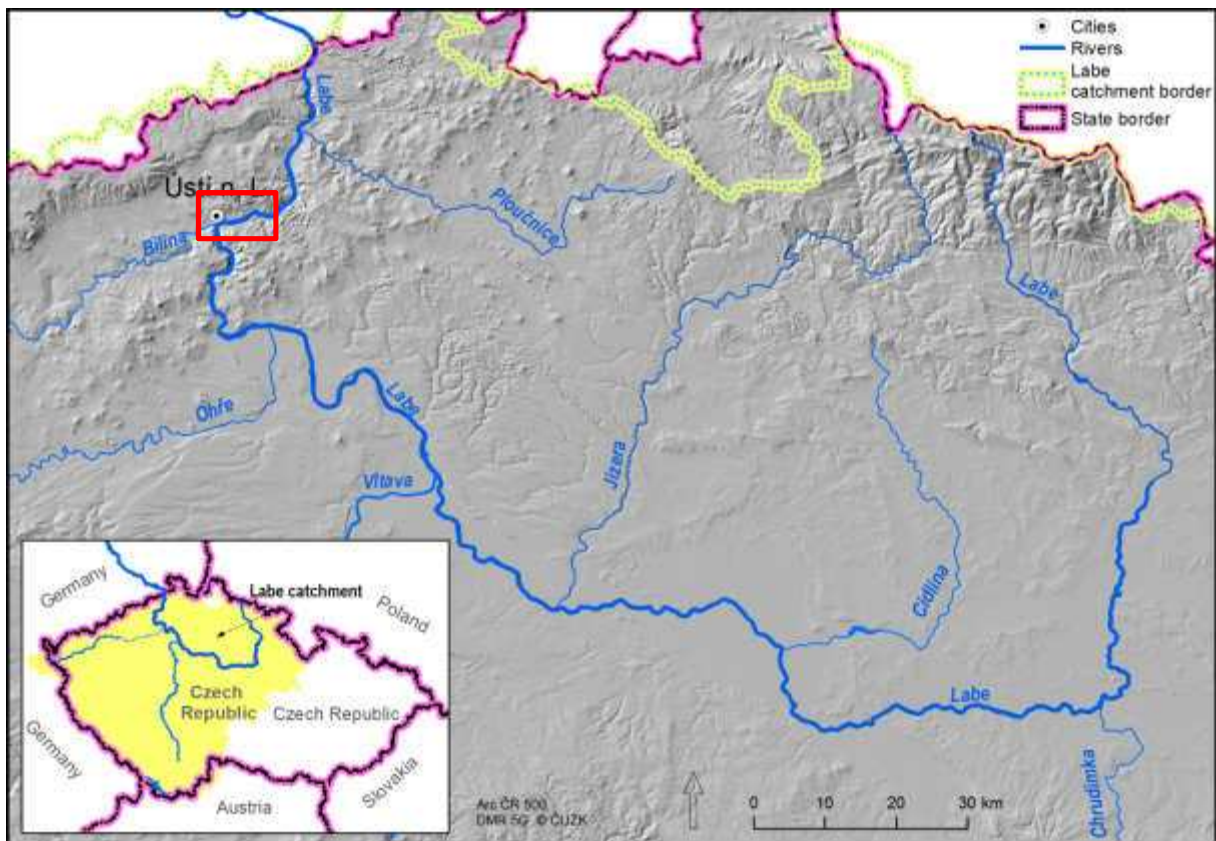 Cities
Rivers
Labe
catchment border
State border
Labe
Ústí n. L.
Bílina
Ploučnice
Labe
Ohře
Labe
Vltava
Jizera
Cidlina
Labe
Chrudimka
Germany
Labe catchment
Poland
Czech
Republic
Czech Republic
Germany
Slovakia
Austria
Arc ČR 500
DMR 5G © ČÚZK
0 10 20 30 km